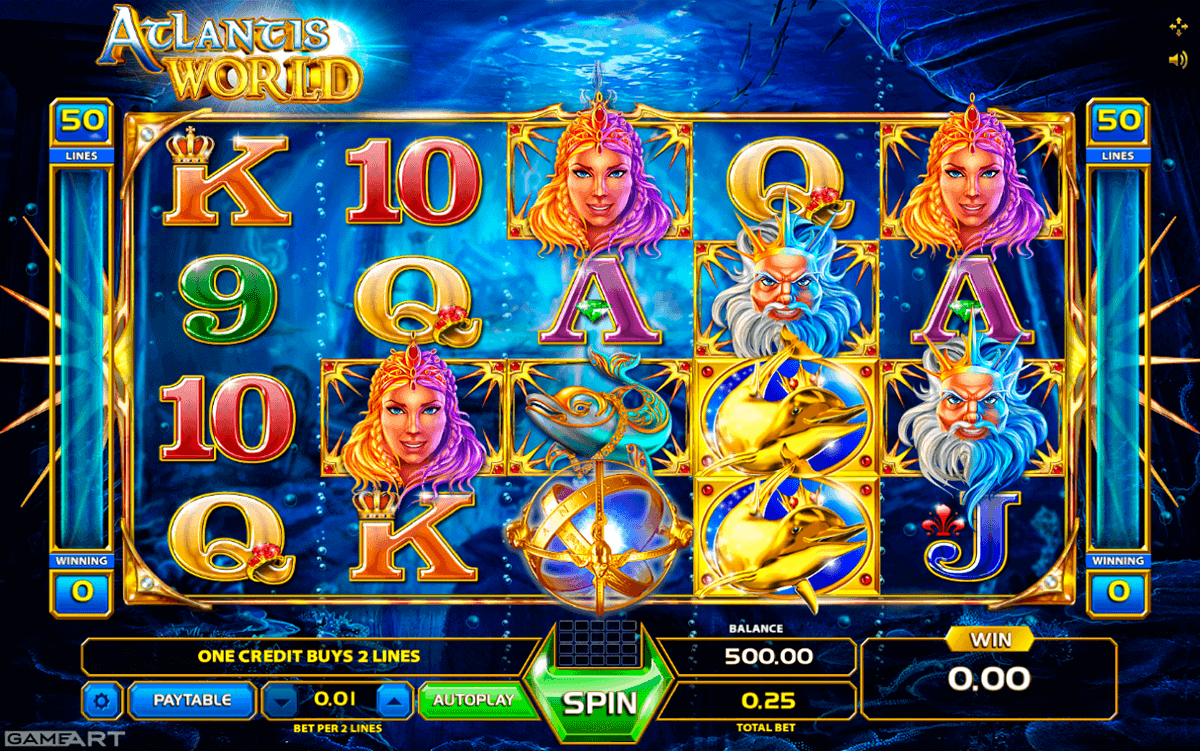 ATLANTIS
WORLD
50
LINES
50
LINES
K
10
Q
9
Q
A
A
10
Q
K
J
WINNING
0
WINNING
0
ONE CREDIT BUYS 2 LINES
BALANCE
500.00
WIN
0.00
PAYTABLE
0.01
BET PER 2 LINES
AUTOPLAY
SPIN
0.25
TOTAL BET
GAMEART